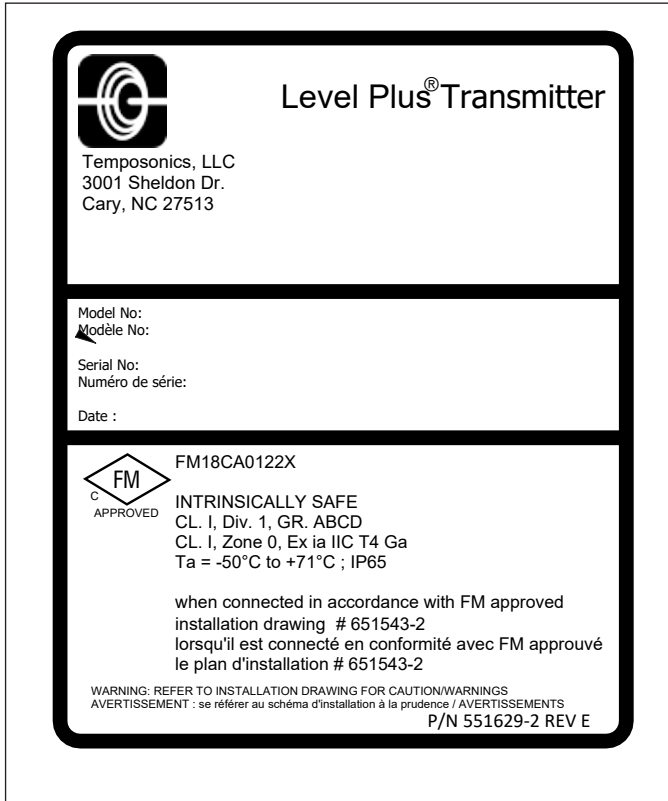 Level Plus® Transmitter
Temposonics, LLC
3001 Sheldon Dr.
Cary, NC 27513
Model No:
Modèle No:
Serial No:
Numéro de série:
Date :
FM
C
APPROVED
FM18CA0122X
INTRINSICALLY SAFE
CL. I, Div. 1, GR. ABCD
CL. I, Zone 0, Ex ia IIC T4 Ga
Ta = -50°C to +71°C ; IP65
when connected in accordance with FM approved
installation drawing # 651543-2
lorsqu'il est connecté en conformité avec FM approuvé
le plan d'installation # 651543-2
WARNING: REFER TO INSTALLATION DRAWING FOR CAUTION/WARNINGS
AVERTISSEMENT : se référer au schéma d'installation à la prudence / AVERTISSEMENTS
P/N 551629-2 REV E